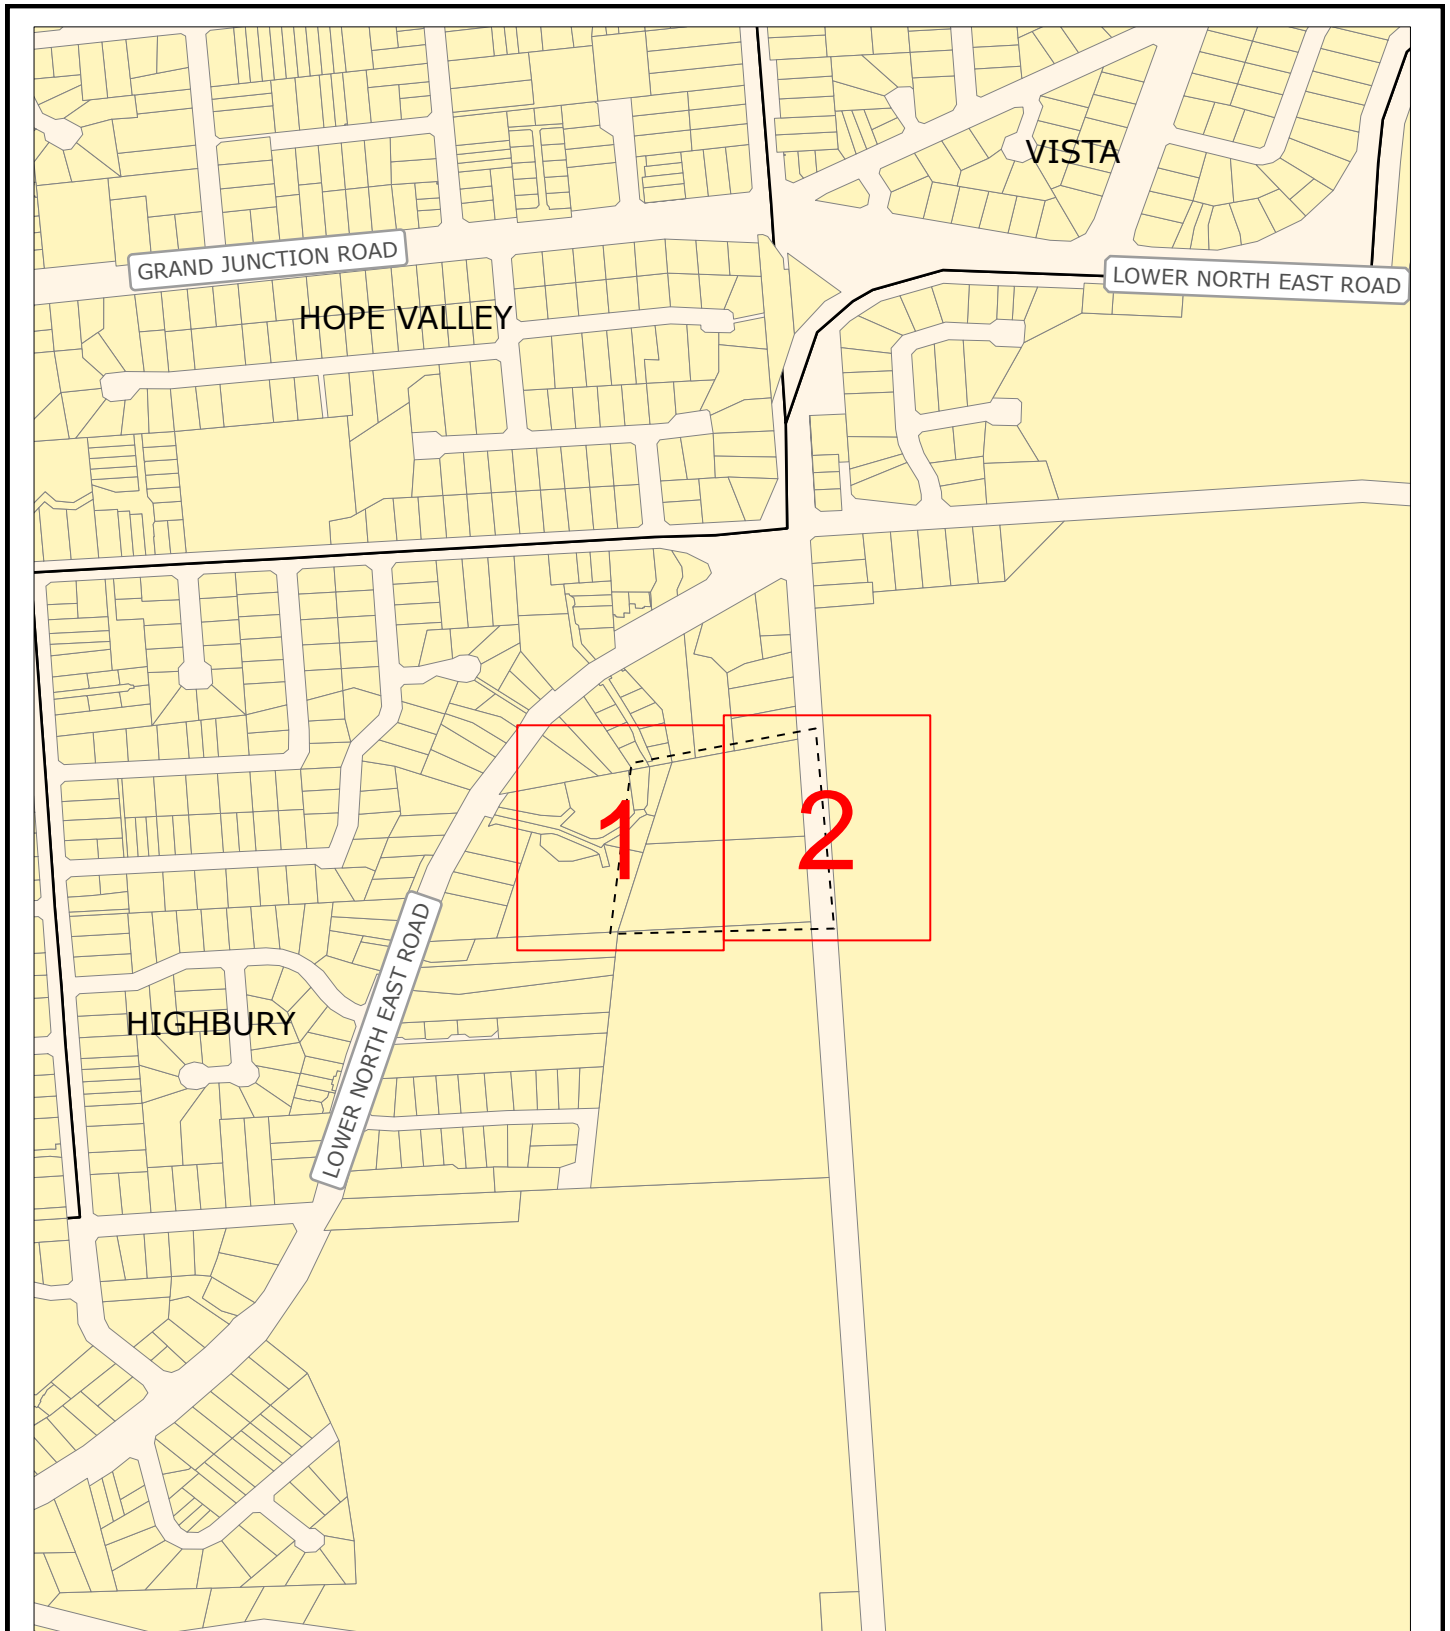 VISTA
GRAND JUNCTION ROAD
LOWER NORTH EAST ROAD
HOPE VALLEY
1
2
LOWER NORTH EAST ROAD
HIGHBURY